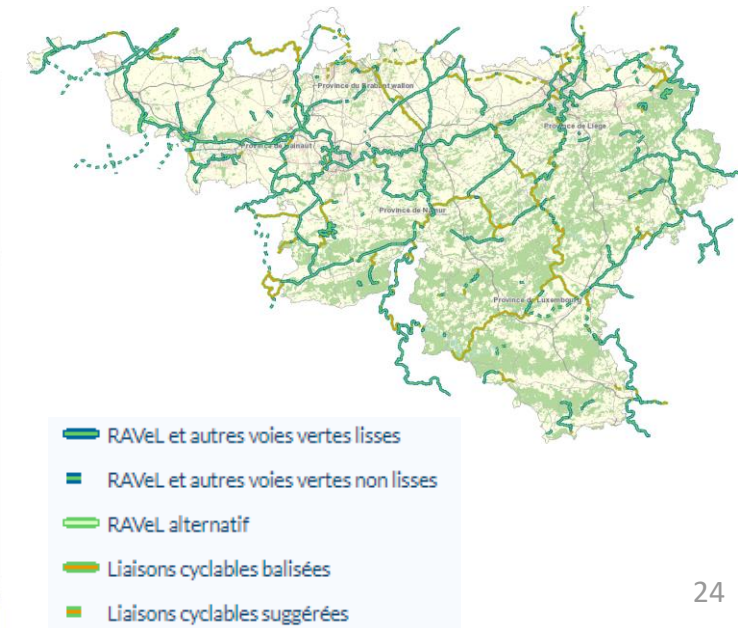 Province du Brabant wallon
Province de Liège
Province de Hainaut
Province de Namur
Province de Luxembourg
RAVeL et autres voies vertes lisses
RAVeL et autres voies vertes non lisses
RAVeL alternatif
Liaisons cyclables balisées
Liaisons cyclables suggérées
24